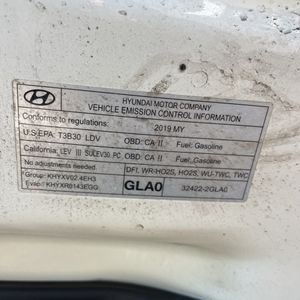 HYUNDAI
HYUNDAI MOTOR COMPANY
VEHICLE EMISSION CONTROL INFORMATION
Conforms to regulations: 2019 MY
U.S.EPA: T3B30 LDV OBD: CA II Fuel: Gasoline
California: LEV III SULEV30 PC OBD: CA II Fuel: Gasoline
No adjustments needed. DFI, WR-HO2S, HO2S, WU-TWC, TWC
Group: KHYXV02.4EH3 GLA0 32422-2GLA0
Evap: KHYXR0143EGG